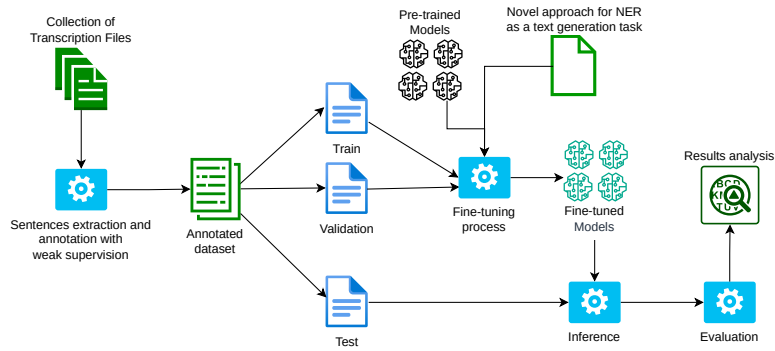 Collection of
Transcription Files
Pre-trained
Models
Novel approach for NER
as a text generation task
Train
Results analysis
Sentences extraction and
annotation with
weak supervision
Annotated
dataset
Validation
Fine-tuning
process
Fine-tuned
Models
Test
Inference
Evaluation